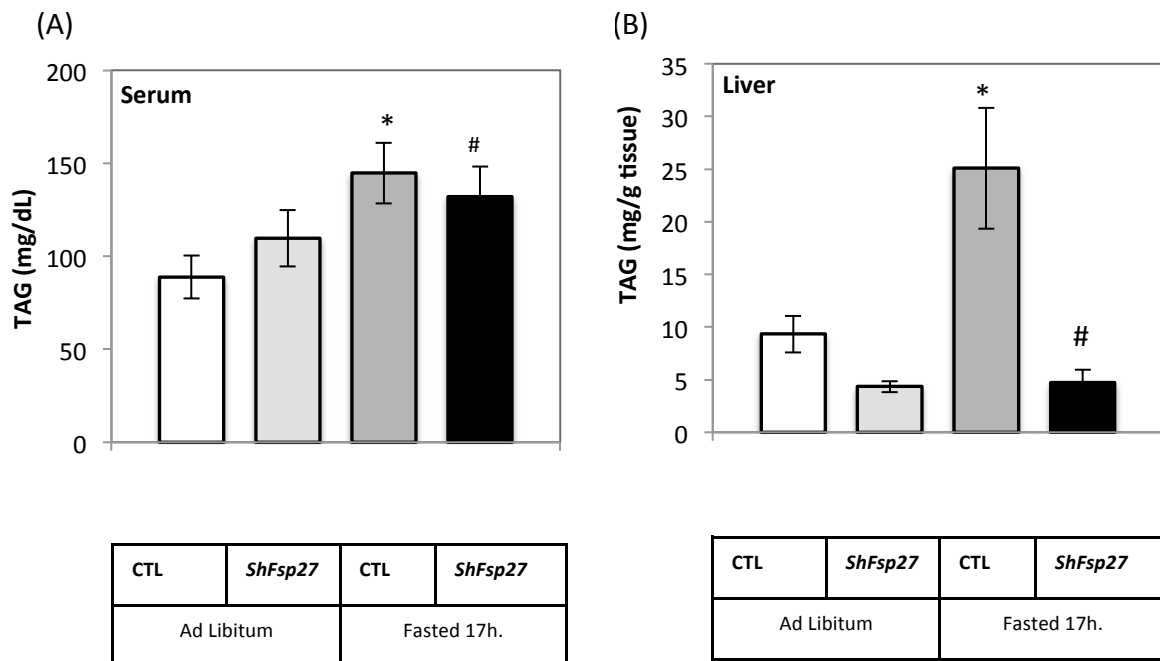 (A)
Serum
TAG (mg/dL)
200
150
100
50
0
*
#
CTL ShFsp27 CTL ShFsp27
Ad Libitum Fasted 17h.
(B)
Liver
TAG (mg/g tissue)
35
30
25
20
15
10
5
0
*
#
CTL ShFsp27 CTL ShFsp27
Ad Libitum Fasted 17h.